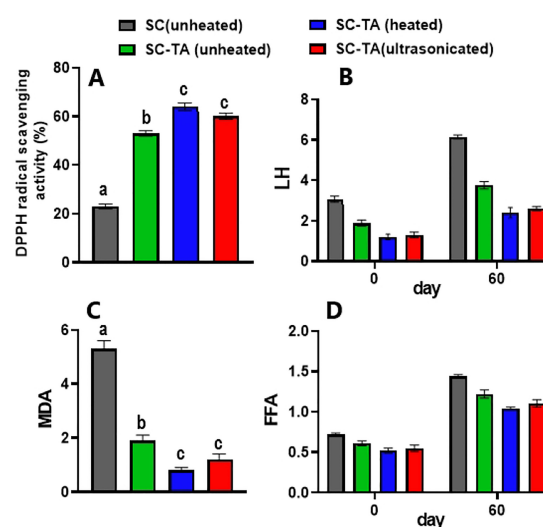 SC(unheated)
SC-TA (heated)
SC-TA (unheated)
SC-TA(ultrasonicated)
A
DPPH radical scavenging
activity (%)
80
60
40
20
0
a
b
c
c
B
LH
8
6
4
2
0
0
60
day
C
MDA
6
4
2
0
a
b
c
c
D
FFA
2.0
1.5
1.0
0.5
0.0
0
60
day